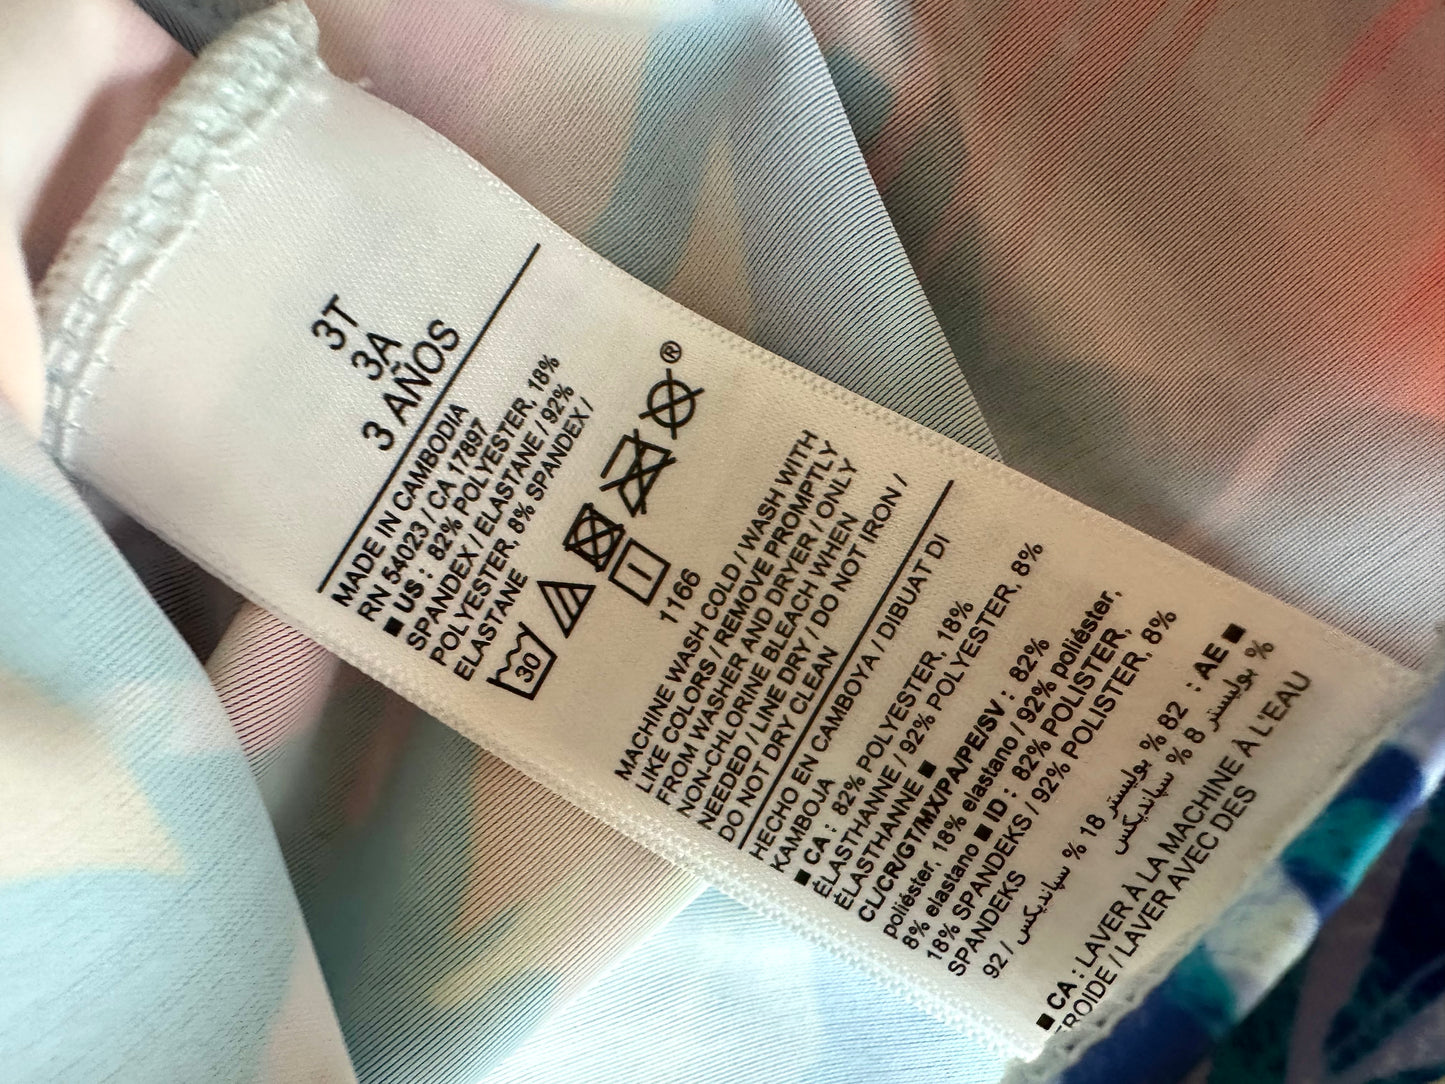 3T
3A
3 AÑOS
MADE IN CAMBODIA
RN 54023 / CA 17897
■ US : 82% POLYESTER, 18%
SPANDEX / ELASTANE / 92%
POLYESTER, 8% SPANDEX /
ELASTANE
30
®
1166
MACHINE WASH COLD / WASH WITH
LIKE COLORS / REMOVE PROMPTLY
FROM WASHER AND DRYER / ONLY
NON-CHLORINE BLEACH WHEN
NEEDED / LINE DRY / DO NOT IRON /
DO NOT DRY CLEAN
HECHO EN CAMBOYA / DIBUAT DI
KAMBOJA
■ CA : 82% POLYESTER, 18%
ÉLASTHANNE / 92% POLYESTER, 8%
ÉLASTHANNE ■
CL/CR/GT/MX/PA/PE/SV : 82%
poliéster, 18% elastano / 92% poliéster,
8% elastano ■ ID : 82% POLISTER,
18% SPANDEKS / 92% POLISTER, 8%
SPANDEKS
■ AE : 82 % بوليستر 18 % سبانديكس / 92
% بوليستر 8 % سبانديكس
■ CA : LAVER À LA MACHINE À L'EAU
FROIDE / LAVER AVEC DES